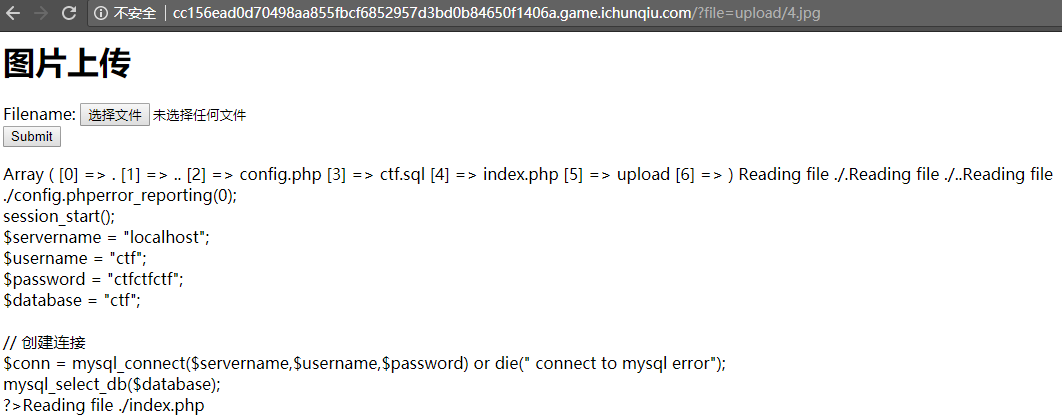 不安全 | cc156ead0d70498aa855fbcf6852957d3bd0b84650f1406a.game.ichunqiu.com/?file=upload/4.jpg
图片上传
Filename: 选择文件 未选择任何文件
Submit
Array ( [0] => . [1] => .. [2] => config.php [3] => ctf.sql [4] => index.php [5] => upload [6] => ) Reading file ./.Reading file ./..Reading file
./config.phperror_reporting(0);
session_start();
$servername = "localhost";
$username = "ctf";
$password = "ctfctfctf";
$database = "ctf";
// 创建连接
$conn = mysql_connect($servername,$username,$password) or die(" connect to mysql error");
mysql_select_db($database);
?>Reading file ./index.php